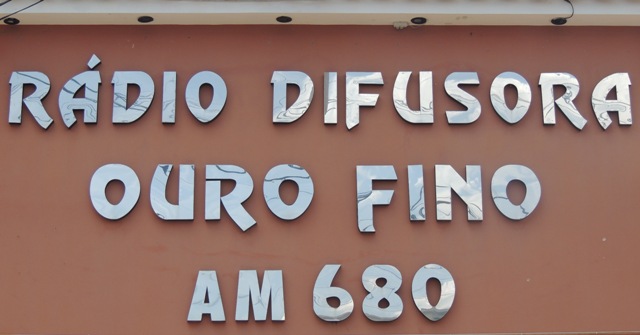 RÁDIO DIFUSORA
OURO FINO
AM 680